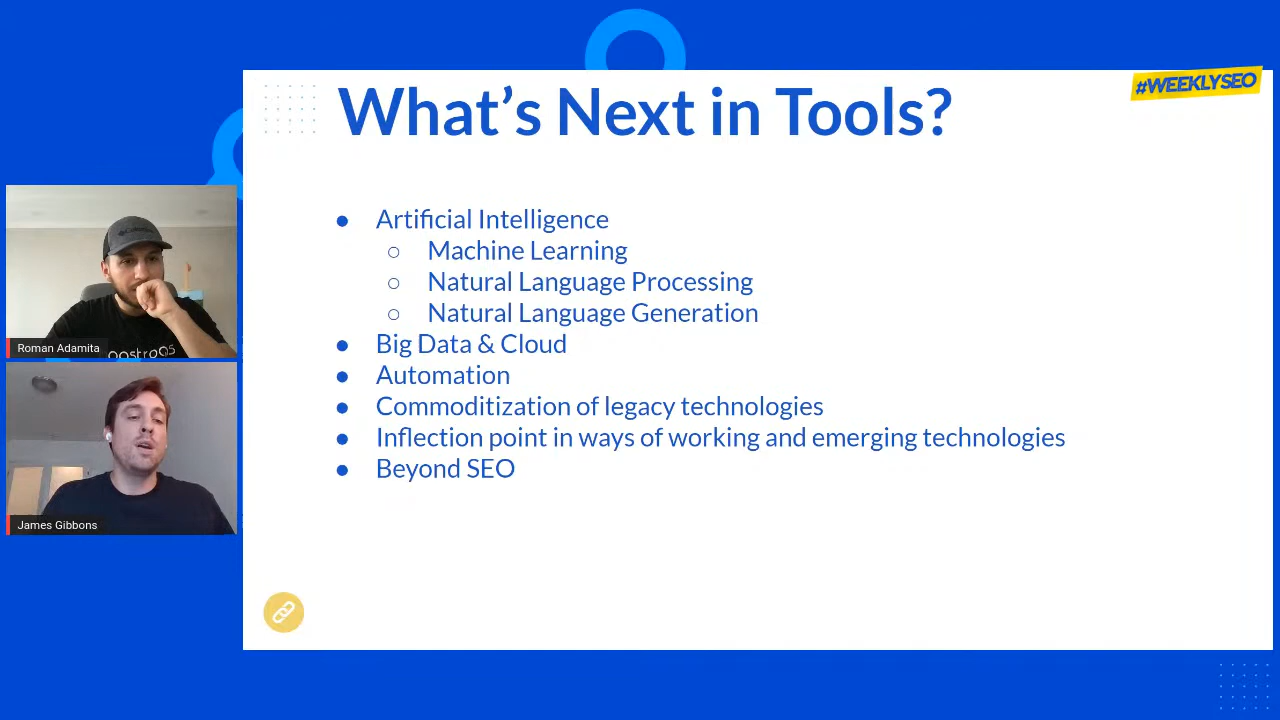 #WEEKLYSEO
What's Next in Tools?
● Artificial Intelligence
○ Machine Learning
○ Natural Language Processing
○ Natural Language Generation
● Big Data & Cloud
● Automation
● Commoditization of legacy technologies
● Inflection point in ways of working and emerging technologies
● Beyond SEO
Roman Adamita
James Gibbons